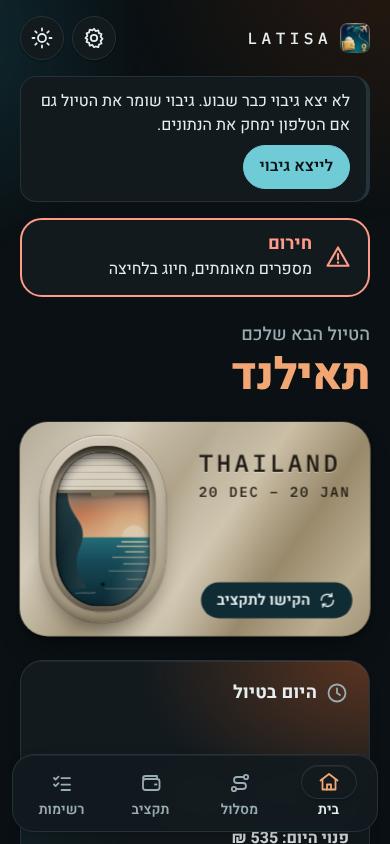 LATISA
לא יצא גיבוי כבר שבוע. גיבוי שומר את הטיול גם
אם הטלפון ימחק את הנתונים.
לייצא גיבוי
חירום
מספרים מאומתים, חיוג בלחיצה
הטיול הבא שלכם
תאילנד
THAILAND
20 DEC – 20 JAN
הקישו לתקציב
היום בטיול
בית
מסלול
תקציב
רשימות
פנוי היום: 535 ₪